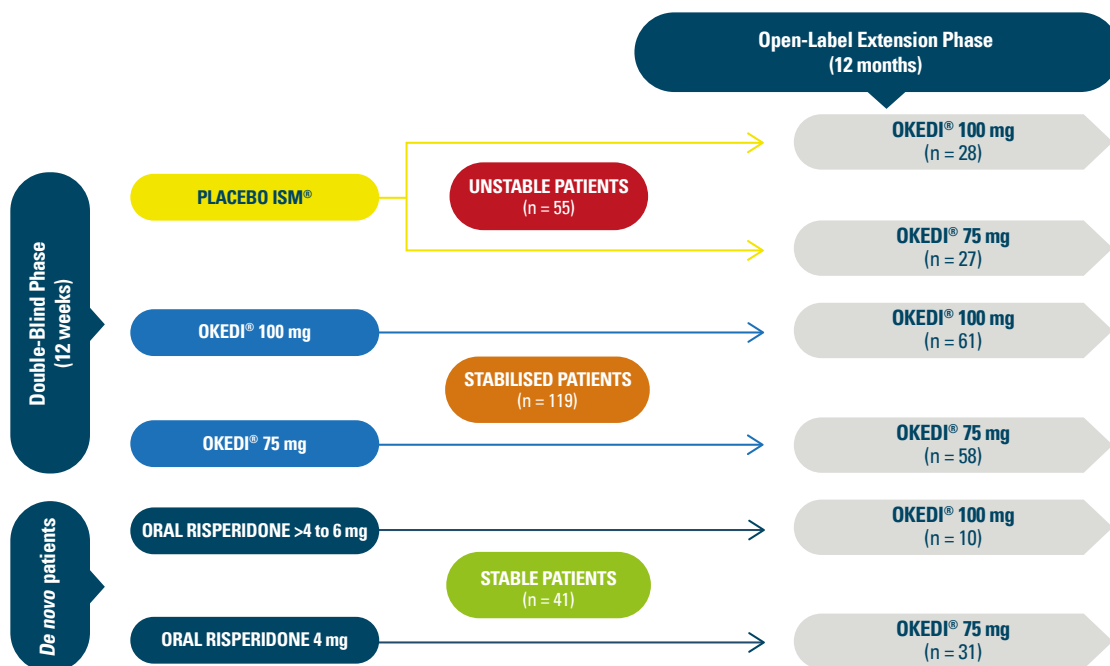 Open-Label Extension Phase
(12 months)
Double-Blind Phase
(12 weeks)
PLACEBO ISM®
UNSTABLE PATIENTS
(n = 55)
OKEDI® 100 mg
(n = 28)
OKEDI® 75 mg
(n = 27)
OKEDI® 100 mg
STABILISED PATIENTS
(n = 119)
OKEDI® 100 mg
(n = 61)
OKEDI® 75 mg
OKEDI® 75 mg
(n = 58)
De novo patients
ORAL RISPERIDONE >4 to 6 mg
STABLE PATIENTS
(n = 41)
OKEDI® 100 mg
(n = 10)
ORAL RISPERIDONE 4 mg
OKEDI® 75 mg
(n = 31)